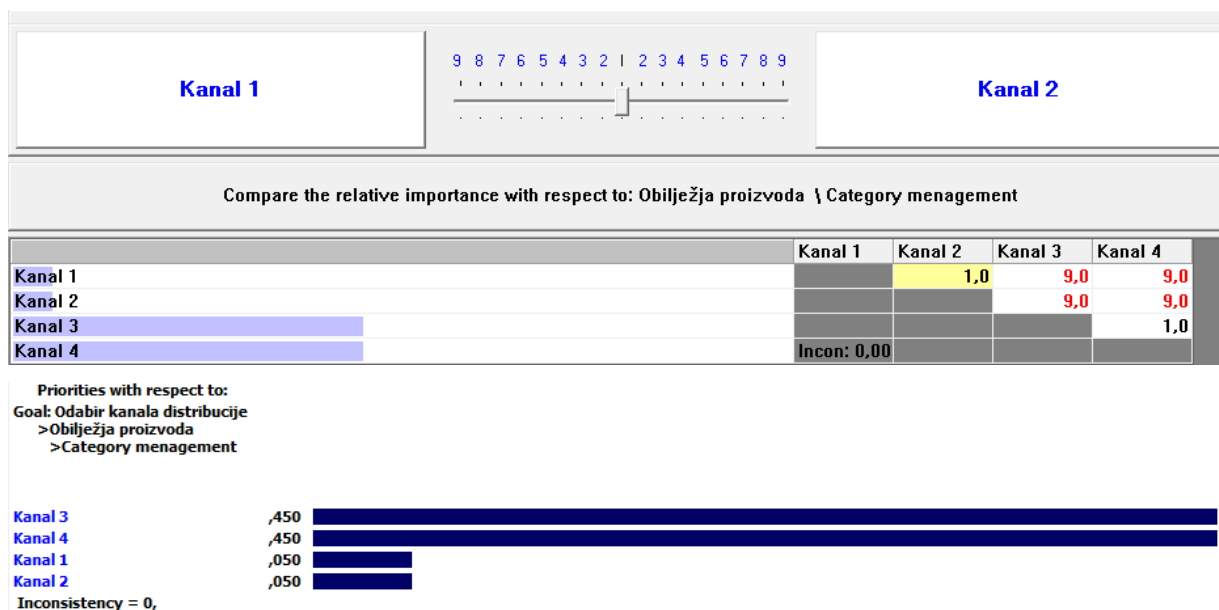 Kanal 1
9 8 7 6 5 4 3 2 1 2 3 4 5 6 7 8 9
Kanal 2
Compare the relative importance with respect to: Obilježja proizvoda \ Category menagement
Kanal 1 Kanal 2 Kanal 3 Kanal 4
Kanal 1 1,0 9,0 9,0
Kanal 2 9,0 9,0
Kanal 3 1,0
Kanal 4 Incon: 0,00
Priorities with respect to:
Goal: Odabir kanala distribucije
>Obilježja proizvoda
>Category menagement
Kanal 3 ,450
Kanal 4 ,450
Kanal 1 ,050
Kanal 2 ,050
Inconsistency = 0,